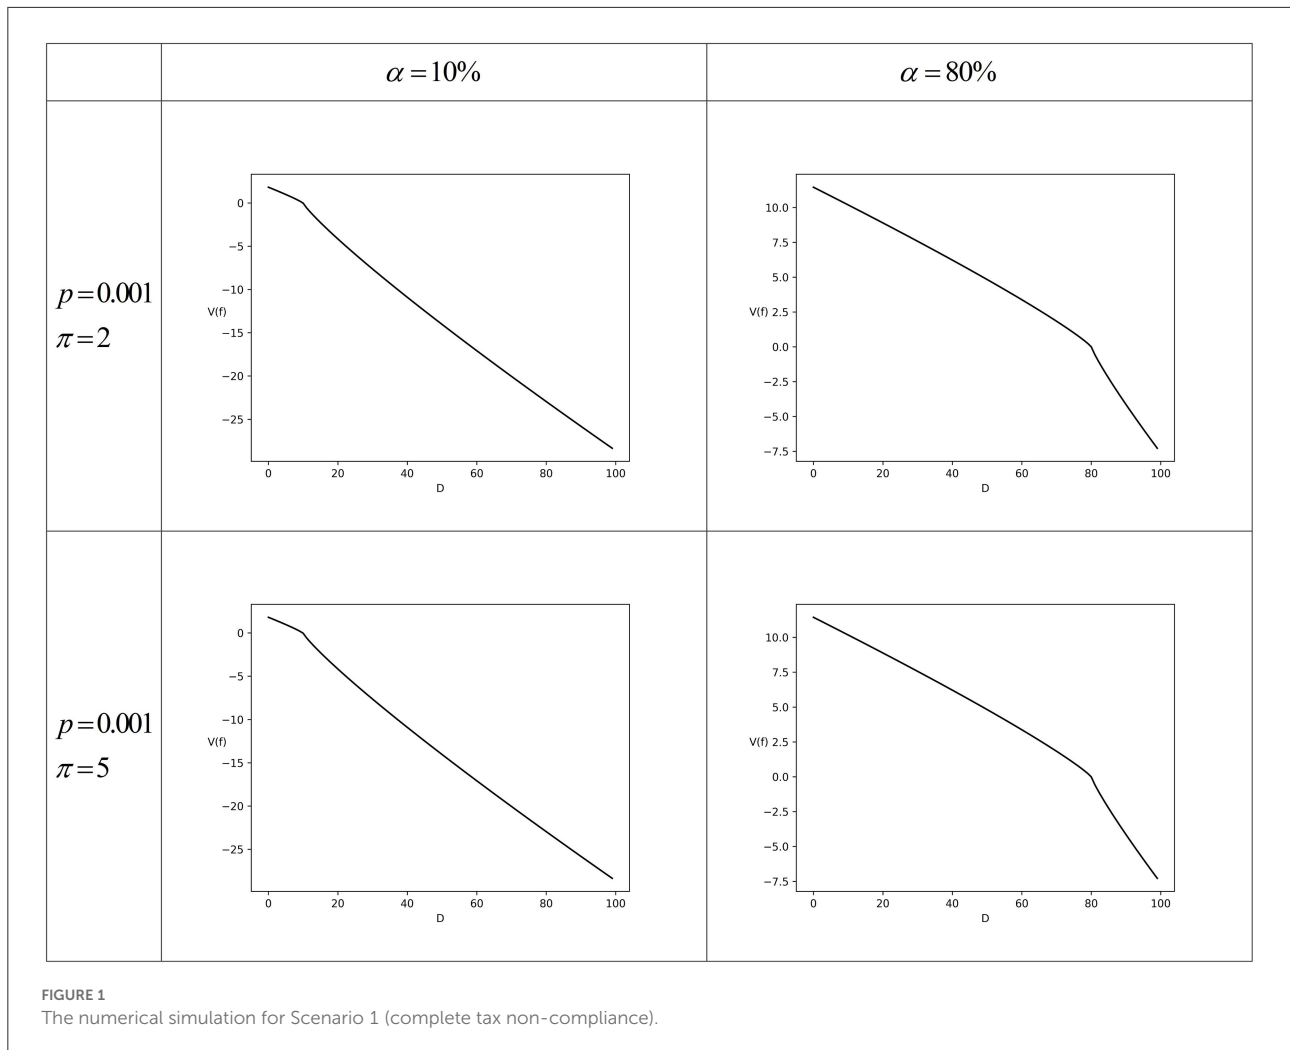 α = 10%
α = 80%
p = 0.001
π = 2
0
−5
−10
V(f)
−15
−20
−25
0 20 40 60 80 100
D
10.0
7.5
5.0
V(f) 2.5
0.0
−2.5
−5.0
−7.5
0 20 40 60 80 100
D
p = 0.001
π = 5
0
−5
−10
V(f)
−15
−20
−25
0 20 40 60 80 100
D
10.0
7.5
5.0
V(f) 2.5
0.0
−2.5
−5.0
−7.5
0 20 40 60 80 100
D
FIGURE 1
The numerical simulation for Scenario 1 (complete tax non-compliance).